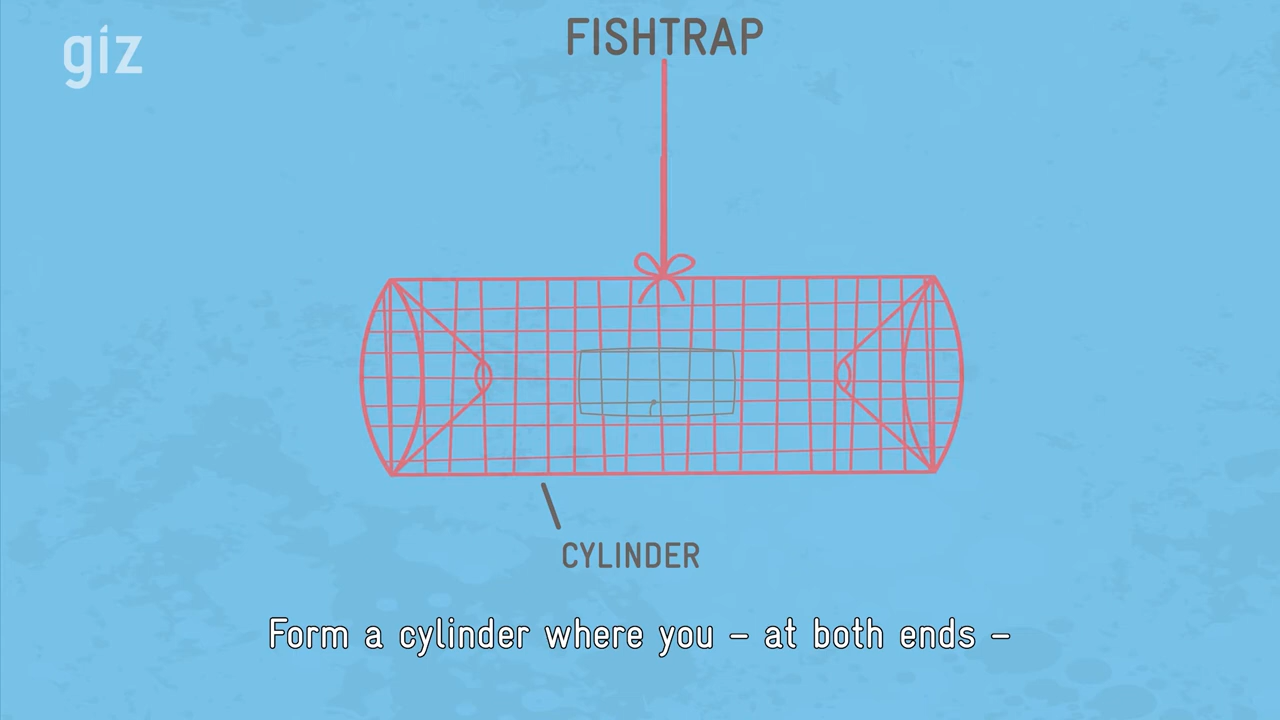 giz
FISHTRAP
CYLINDER
Form a cylinder where you – at both ends –